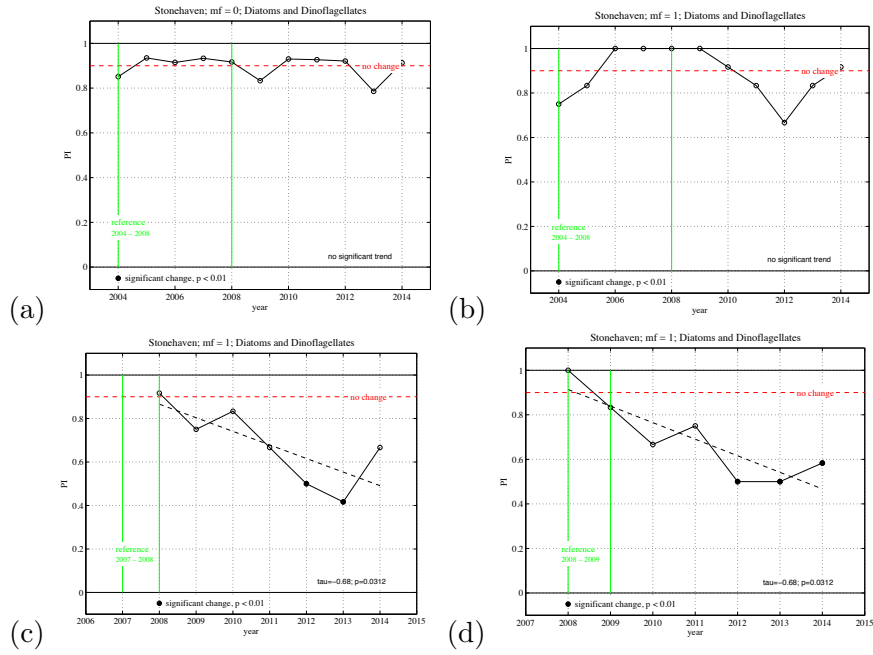 Stonehaven; mf = 0; Diatoms and Dinoflagellates
1
no change
0.8
0.6
PI
0.4
0.2
reference
2004 – 2008
no significant trend
0
significant change, p < 0.01
2004 2006 2008 2010 2012 2014
year
(a)
Stonehaven; mf = 1; Diatoms and Dinoflagellates
1
no change
0.8
0.6
PI
0.4
0.2
reference
2004 – 2008
no significant trend
0
significant change, p < 0.01
2004 2006 2008 2010 2012 2014
year
(b)
Stonehaven; mf = 1; Diatoms and Dinoflagellates
1
no change
0.8
0.6
PI
0.4
0.2
reference
2007 – 2008
tau=−0.68; p=0.0312
0
significant change, p < 0.01
2006 2007 2008 2009 2010 2011 2012 2013 2014 2015
year
(c)
Stonehaven; mf = 1; Diatoms and Dinoflagellates
1
no change
0.8
0.6
PI
0.4
0.2
reference
2008 – 2009
tau=−0.68; p=0.0312
0
significant change, p < 0.01
2007 2008 2009 2010 2011 2012 2013 2014 2015
year
(d)